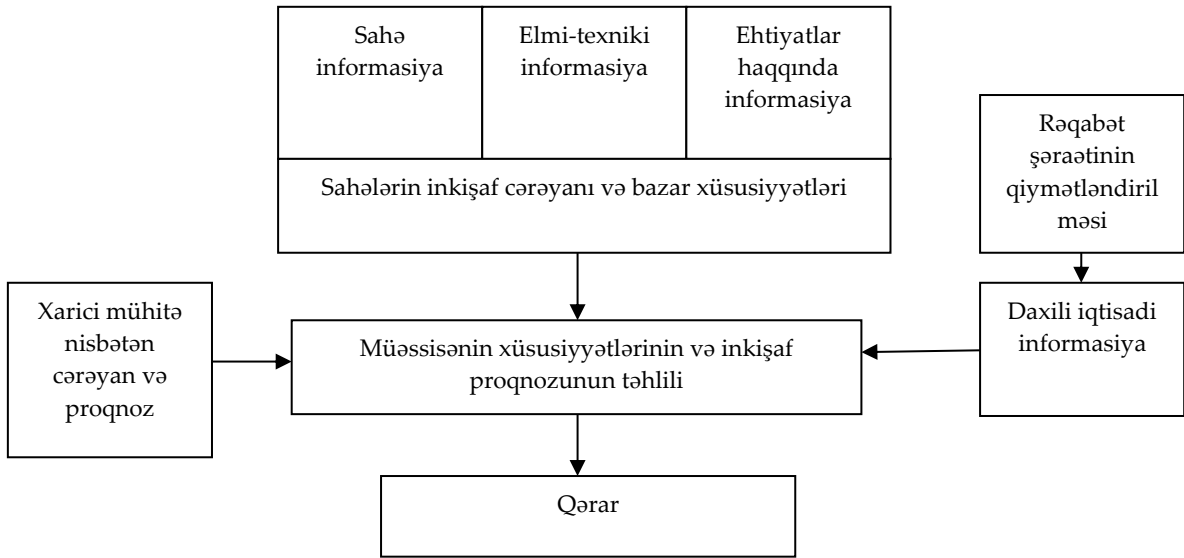 Sahə
informasiya
Elmi-texniki
informasiya
Ehtiyatlar
haqqında
informasiya
Sahələrin inkişaf cərəyanı və bazar xüsusiyyətləri
Rəqabət
şəraətinin
qiymətləndiril
məsi
Xarici mühitə
nisbətən
cərəyan və
proqnoz
Müəssisənin xüsusiyyətlərinin və inkişaf
proqnozunun təhlili
Daxili iqtisadi
informasiya
Qərar